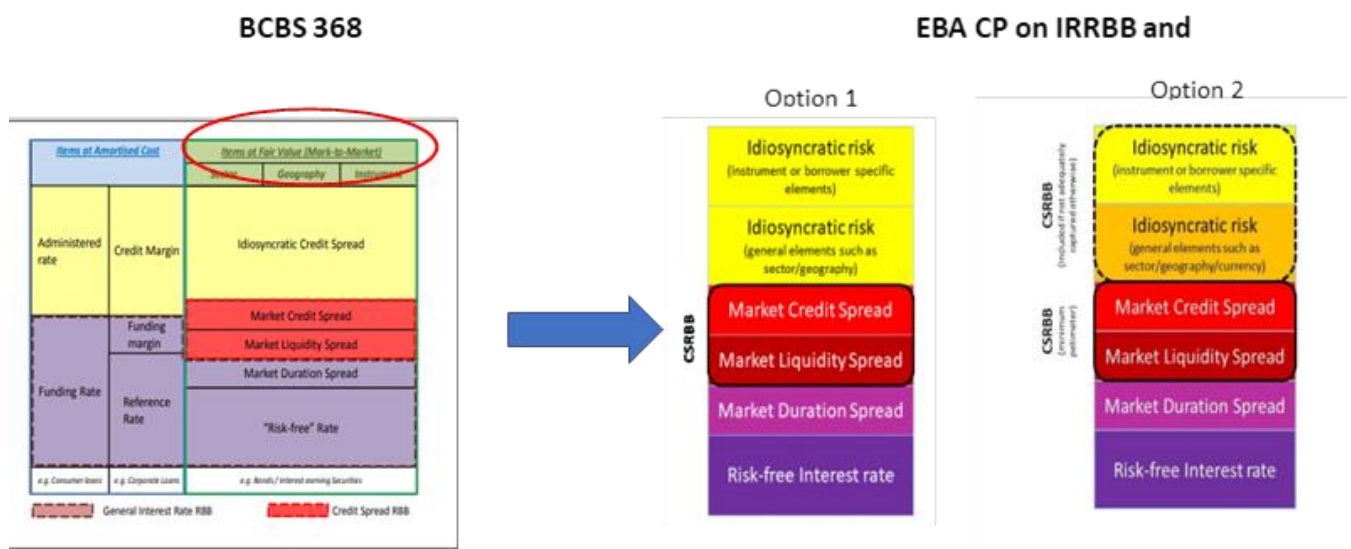 BCBS 368
EBA CP on IRRBB and
Items at Amortised Cost
Items at Fair Value (Mark-to-Market)
Sector
Geography
Instrument
Administered
rate
Credit Margin
Idiosyncratic Credit Spread
Market Credit Spread
Funding
margin
Market Liquidity Spread
Market Duration Spread
Funding Rate
Reference
Rate
"Risk-free" Rate
e.g. Consumer loans
e.g. Corporate Loans
e.g. Bonds / Interest earning Securities
General Interest Rate RBB
Credit Spread RBB
Option 1
Idiosyncratic risk
(instrument or borrower specific
elements)
Idiosyncratic risk
(general elements such as
sector/geography)
CSRBB
Market Credit Spread
Market Liquidity Spread
Market Duration Spread
Risk-free Interest rate
Option 2
CSRBB
(included if not adequately
captured otherwise)
Idiosyncratic risk
(instrument or borrower specific
elements)
Idiosyncratic risk
(general elements such as
sector/geography/currency)
CSRBB
(minimum
perimeter)
Market Credit Spread
Market Liquidity Spread
Market Duration Spread
Risk-free Interest rate